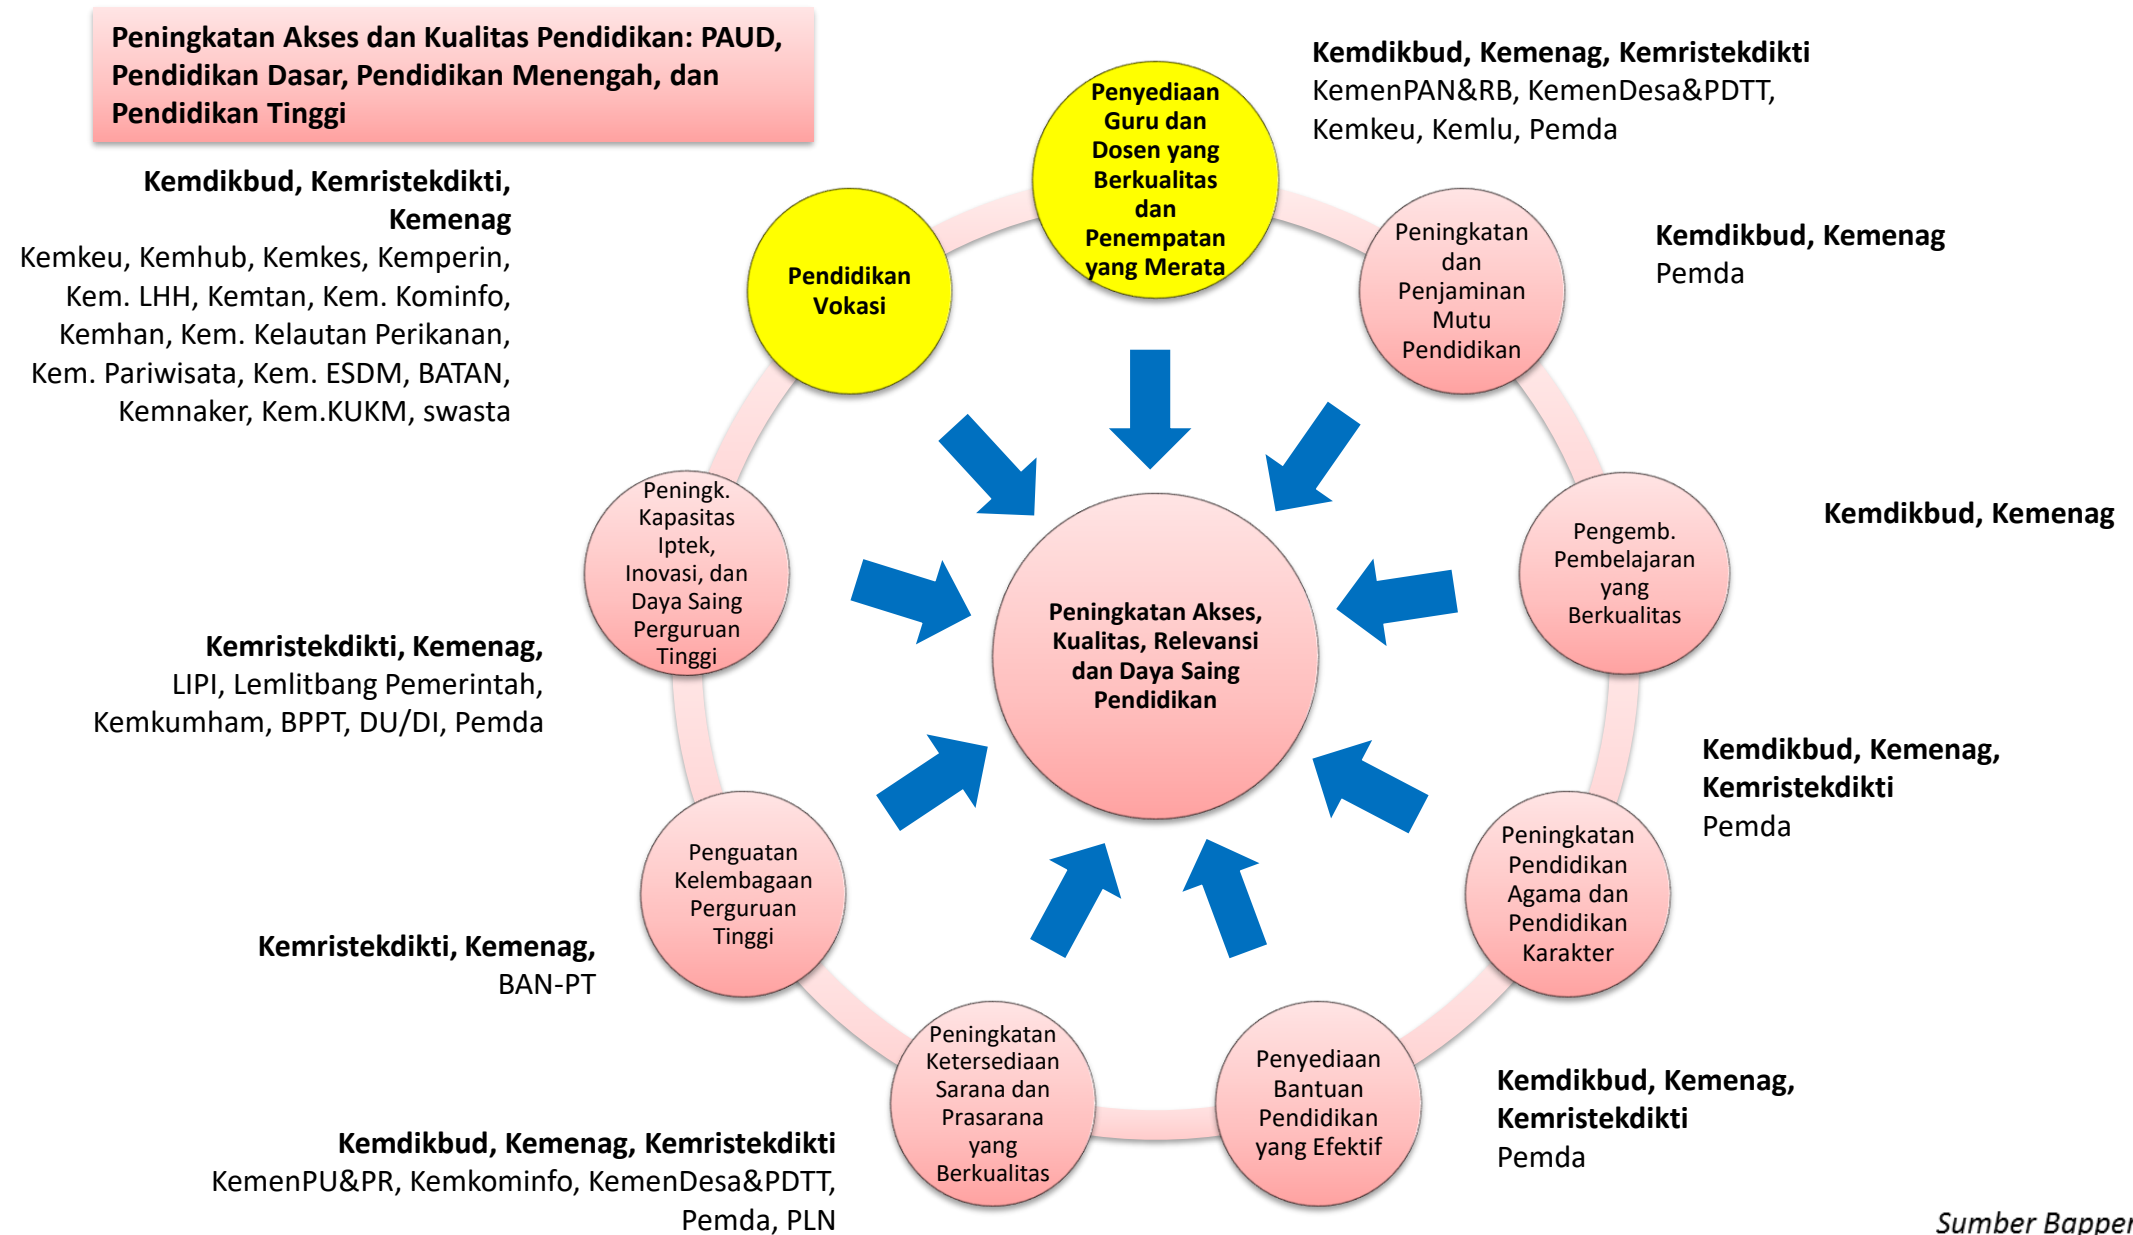 Peningkatan Akses dan Kualitas Pendidikan: PAUD,
Pendidikan Dasar, Pendidikan Menengah, dan
Pendidikan Tinggi
Penyediaan
Guru dan
Dosen yang
Berkualitas
dan
Penempatan
yang Merata
Kemdikbud, Kemenag, Kemristekdikti
KemenPAN&RB, KemenDesa&PDTT,
Kemkeu, Kemlu, Pemda
Peningkatan
dan
Penjaminan
Mutu
Pendidikan
Kemdikbud, Kemenag
Pemda
Pengemb.
Pembelajaran
yang
Berkualitas
Kemdikbud, Kemenag
Peningkatan
Pendidikan
Agama dan
Pendidikan
Karakter
Kemdikbud, Kemenag,
Kemristekdikti
Pemda
Penyediaan
Bantuan
Pendidikan
yang Efektif
Kemdikbud, Kemenag,
Kemristekdikti
Pemda
Peningkatan
Ketersediaan
Sarana dan
Prasarana
yang
Berkualitas
Kemdikbud, Kemenag, Kemristekdikti
KemenPU&PR, Kemkominfo, KemenDesa&PDTT,
Pemda, PLN
Penguatan
Kelembagaan
Perguruan
Tinggi
Kemristekdikti, Kemenag,
BAN-PT
Peningk.
Kapasitas
Iptek,
Inovasi, dan
Daya Saing
Perguruan
Tinggi
Kemristekdikti, Kemenag,
LIPI, Lemlitbang Pemerintah,
Kemkumham, BPPT, DU/DI, Pemda
Pendidikan
Vokasi
Kemdikbud, Kemristekdikti,
Kemenag
Kemkeu, Kemhub, Kemkes, Kemperin,
Kem. LHH, Kemtan, Kem. Kominfo,
Kemhan, Kem. Kelautan Perikanan,
Kem. Pariwisata, Kem. ESDM, BATAN,
Kemnaker, Kem.KUKM, swasta
Peningkatan Akses,
Kualitas, Relevansi
dan Daya Saing
Pendidikan
Sumber